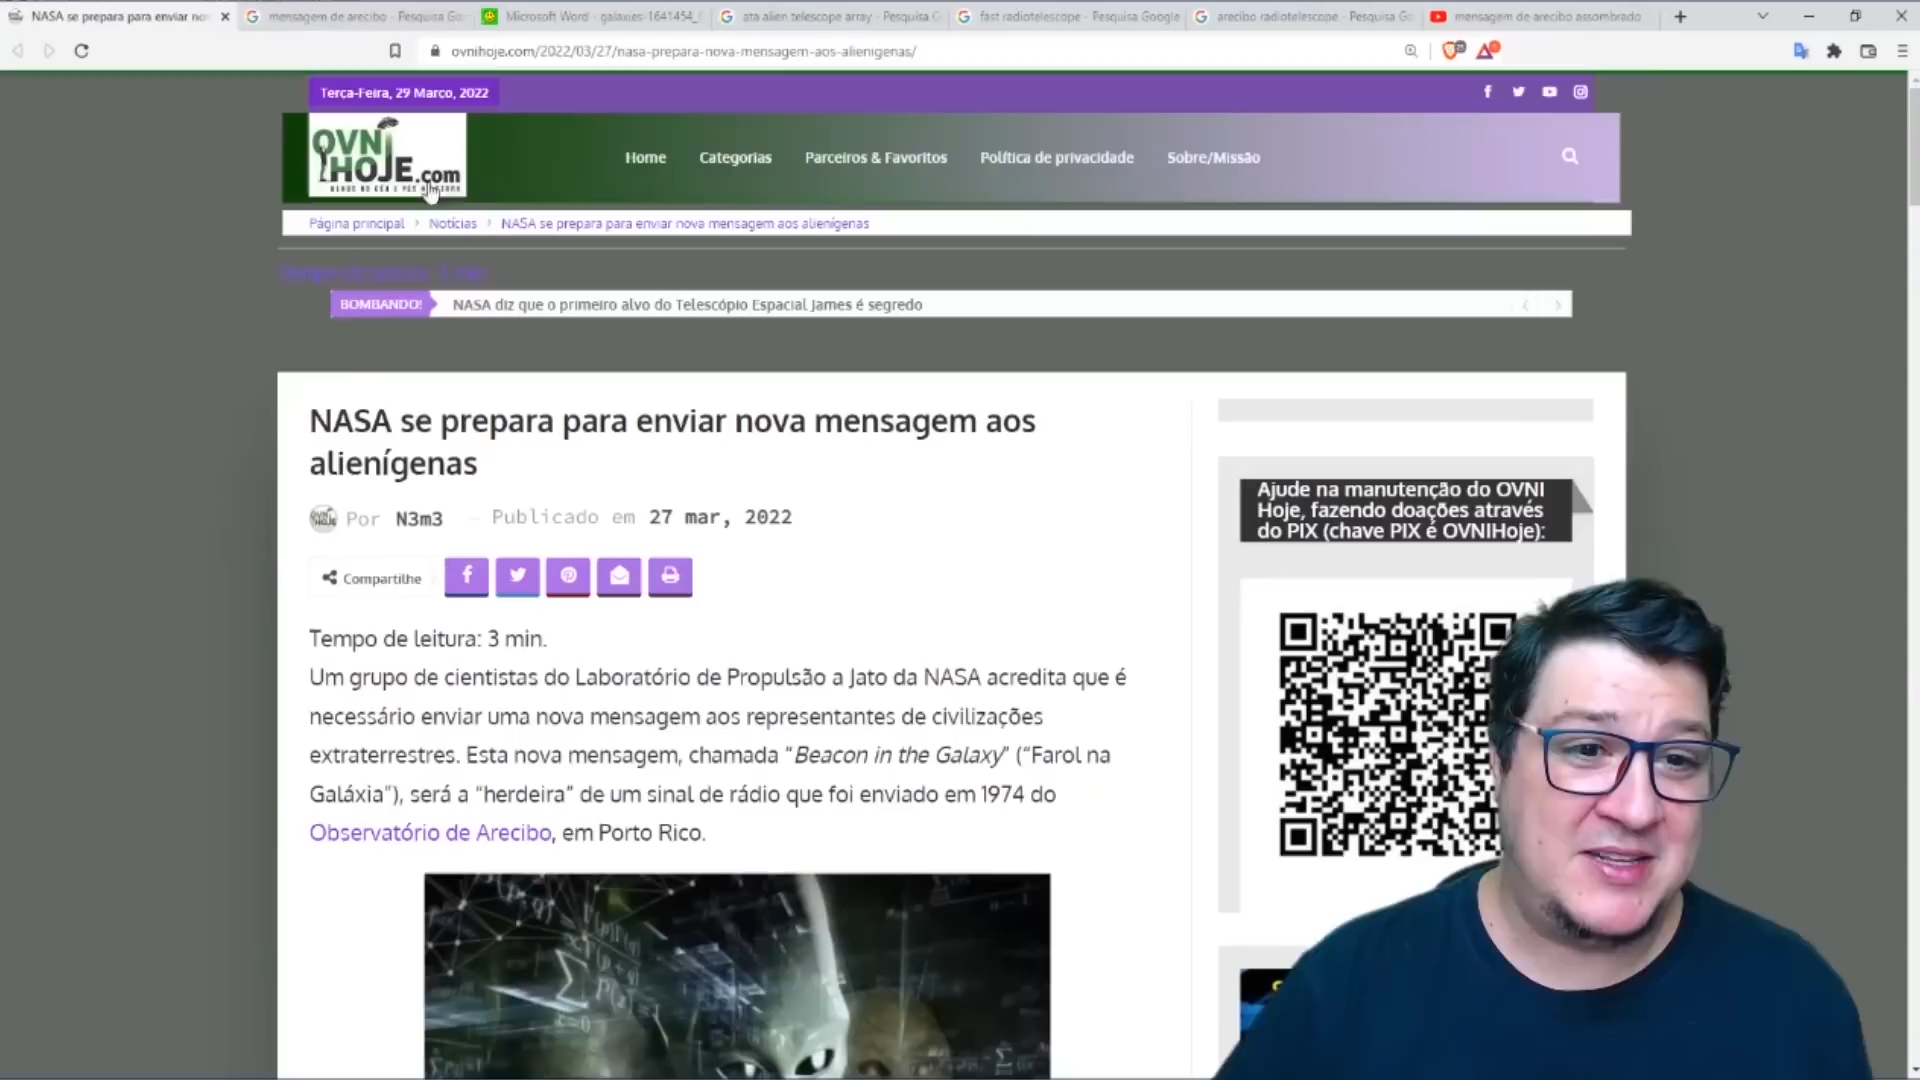 NASA se prepara para enviar nov
mensagem de arecibo - Pesquisa Go
Microsoft Word - galaxies-1641454_
ata alien telescope array - Pesquisa G
fast radiotelescope - Pesquisa Google
arecibo radiotelescope - Pesquisa Go
mensagem de arecibo assombrado
ovnihoje.com/2022/03/27/nasa-prepara-nova-mensagem-aos-alienigenas/
Terça-Feira, 29 Março, 2022
OVNI
HOJE.com
Home
Categorias
Parceiros & Favoritos
Política de privacidade
Sobre/Missão
Página principal > Notícias > NASA se prepara para enviar nova mensagem aos alienígenas
BOMBANDO!
NASA diz que o primeiro alvo do Telescópio Espacial James é segredo
NASA se prepara para enviar nova mensagem aos
alienígenas
Por N3m3 — Publicado em 27 mar, 2022
Compartilhe
Tempo de leitura: 3 min.
Um grupo de cientistas do Laboratório de Propulsão a Jato da NASA acredita que é
necessário enviar uma nova mensagem aos representantes de civilizações
extraterrestres. Esta nova mensagem, chamada “Beacon in the Galaxy” (“Farol na
Galáxia”), será a “herdeira” de um sinal de rádio que foi enviado em 1974 do
Observatório de Arecibo, em Porto Rico.
Ajude na manutenção do OVNI
Hoje, fazendo doações através
do PIX (chave PIX é OVNIHoje):